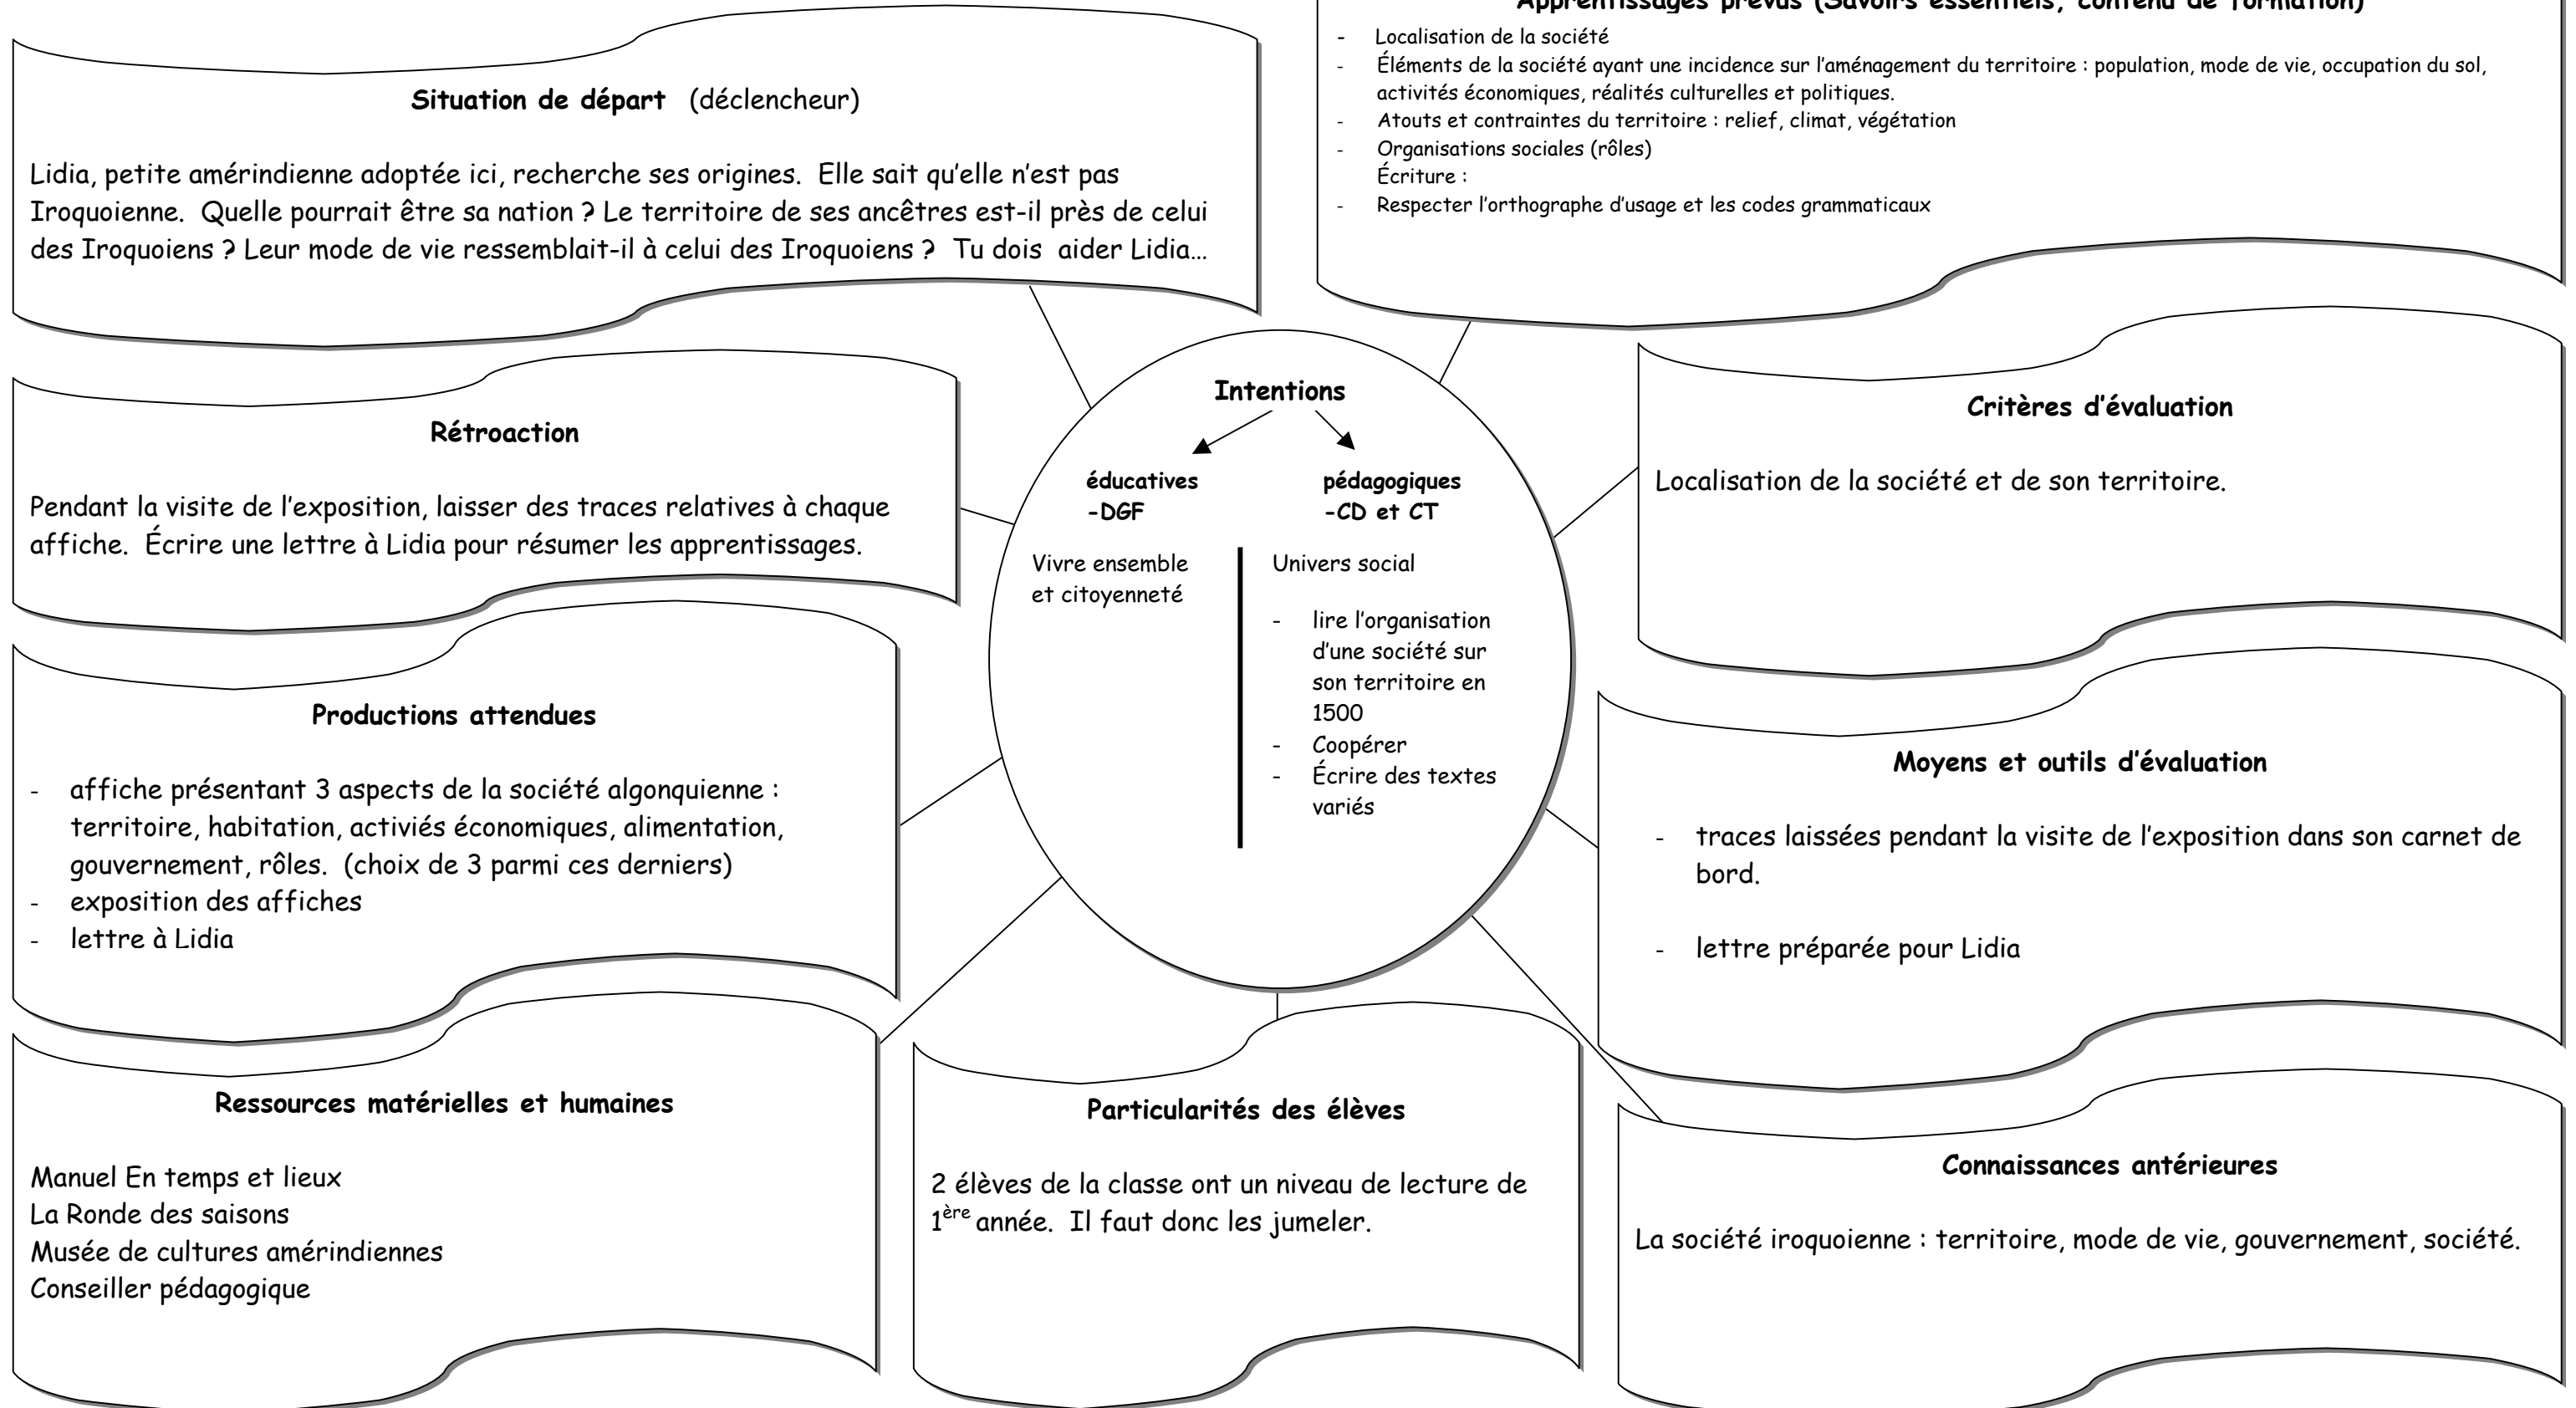 Apprentissages prévus (Savoirs essentiels, contenu de formation)
- Localisation de la société
- Éléments de la société ayant une incidence sur l'aménagement du territoire : population, mode de vie, occupation du sol,
activités économiques, réalités culturelles et politiques.
- Atouts et contraintes du territoire : relief, climat, végétation
- Organisations sociales (rôles)
Écriture :
- Respecter l'orthographe d'usage et les codes grammaticaux
Situation de départ (déclencheur)
Lidia, petite amérindienne adoptée ici, recherche ses origines. Elle sait qu'elle n'est pas
Iroquoienne. Quelle pourrait être sa nation ? Le territoire de ses ancêtres est-il près de celui
des Iroquoiens ? Leur mode de vie ressemblait-il à celui des Iroquoiens ? Tu dois aider Lidia…
Rétroaction
Pendant la visite de l'exposition, laisser des traces relatives à chaque
affiche. Écrire une lettre à Lidia pour résumer les apprentissages.
Intentions
éducatives
-DGF
Vivre ensemble
et citoyenneté
pédagogiques
-CD et CT
Univers social
- lire l'organisation
d'une société sur
son territoire en
1500
- Coopérer
- Écrire des textes
variés
Critères d'évaluation
Localisation de la société et de son territoire.
Productions attendues
- affiche présentant 3 aspects de la société algonquienne :
territoire, habitation, activiés économiques, alimentation,
gouvernement, rôles. (choix de 3 parmi ces derniers)
- exposition des affiches
- lettre à Lidia
Moyens et outils d'évaluation
- traces laissées pendant la visite de l'exposition dans son carnet de
bord.
- lettre préparée pour Lidia
Ressources matérielles et humaines
Manuel En temps et lieux
La Ronde des saisons
Musée de cultures amérindiennes
Conseiller pédagogique
Particularités des élèves
2 élèves de la classe ont un niveau de lecture de
1ère année. Il faut donc les jumeler.
Connaissances antérieures
La société iroquoienne : territoire, mode de vie, gouvernement, société.